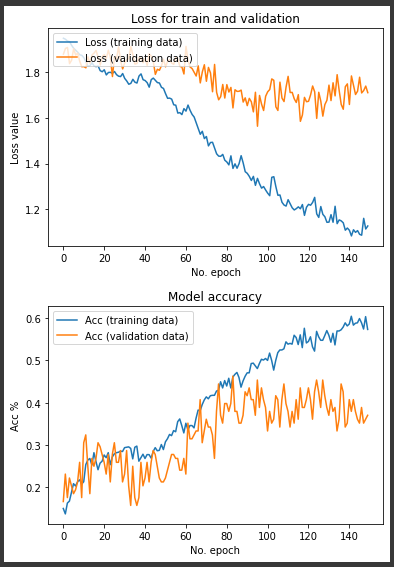 Loss for train and validation
Loss (training data)
Loss (validation data)
1.8
1.6
1.4
1.2
Loss value
0 20 40 60 80 100 120 140
No. epoch
Model accuracy
Acc (training data)
Acc (validation data)
0.6
0.5
0.4
0.3
0.2
Acc %
0 20 40 60 80 100 120 140
No. epoch